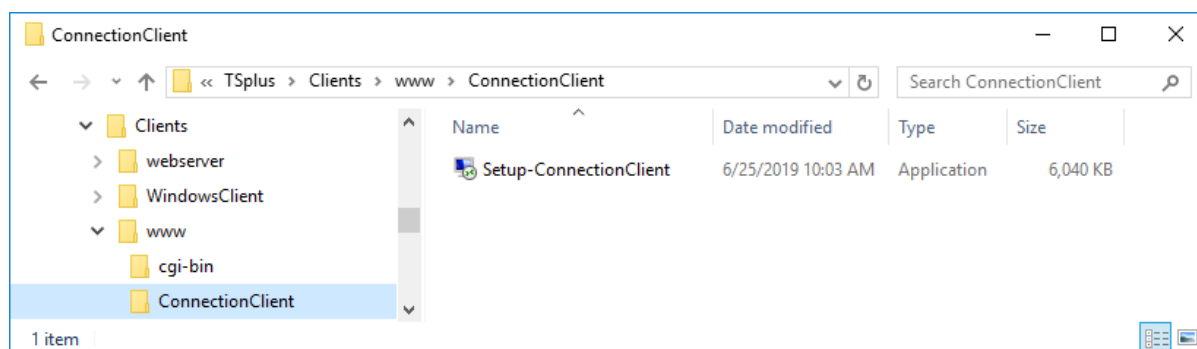 ConnectionClient
« TSplus > Clients > www > ConnectionClient
Search ConnectionClient
Clients
webserver
WindowsClient
www
cgi-bin
ConnectionClient
Name Date modified Type Size
Setup-ConnectionClient 6/25/2019 10:03 AM Application 6,040 KB
1 item